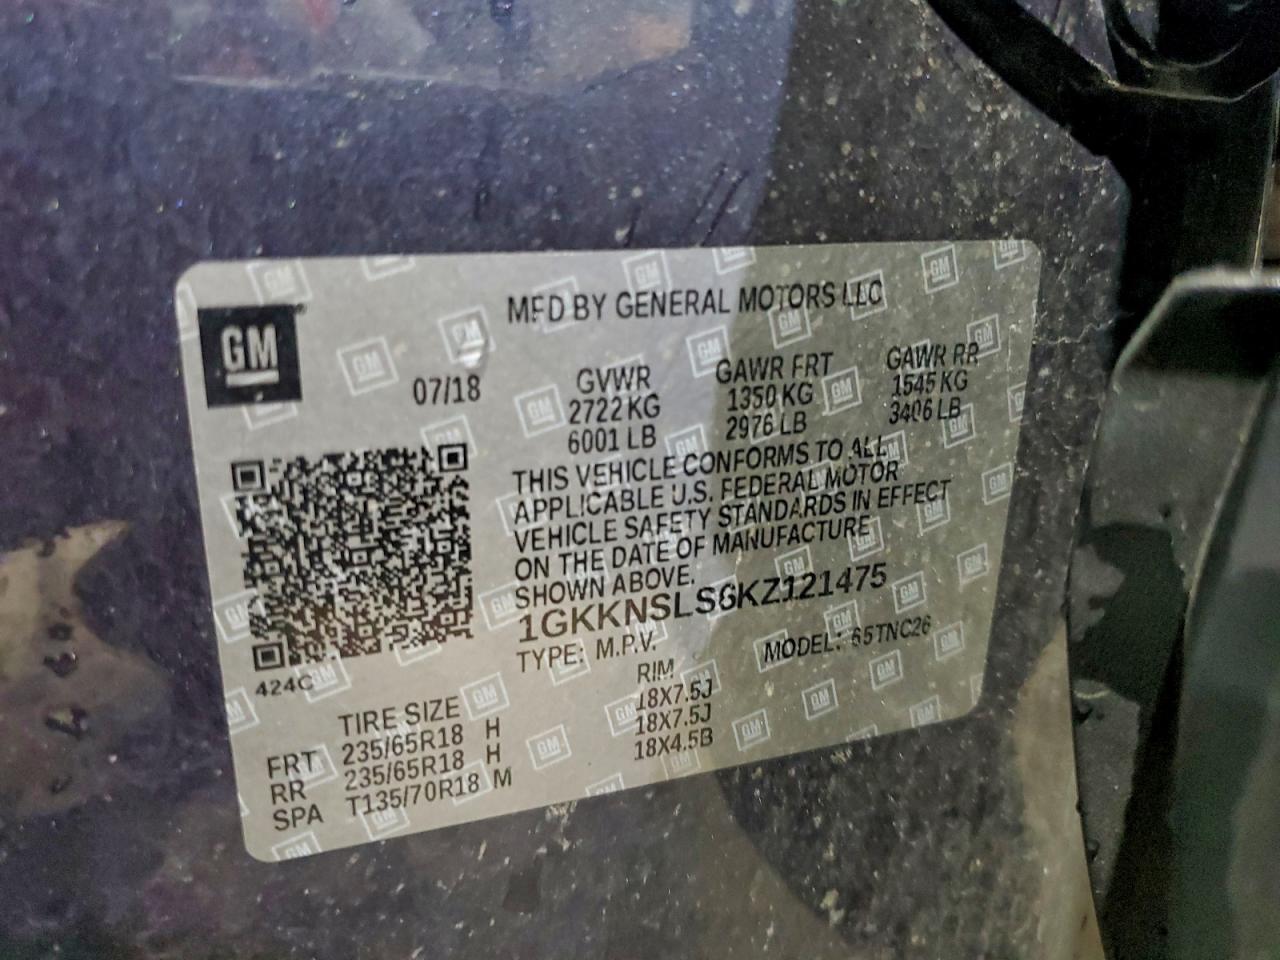 MFD BY GENERAL MOTORS LLC
GM
07/18
GVWR GAWR FRT GAWR RR
2722 KG 1350 KG 1545 KG
6001 LB 2976 LB 3406 LB
THIS VEHICLE CONFORMS TO ALL
APPLICABLE U.S. FEDERAL MOTOR
VEHICLE SAFETY STANDARDS IN EFFECT
ON THE DATE OF MANUFACTURE
SHOWN ABOVE.
1GKKNSLS6KZ121475
TYPE: M.P.V. MODEL:
424C
TIRE SIZE RIM
FRT 235/65R18 H 18X7.5J
RR 235/65R18 H 18X7.5J
SPA T135/70R18 M 18X4.5B